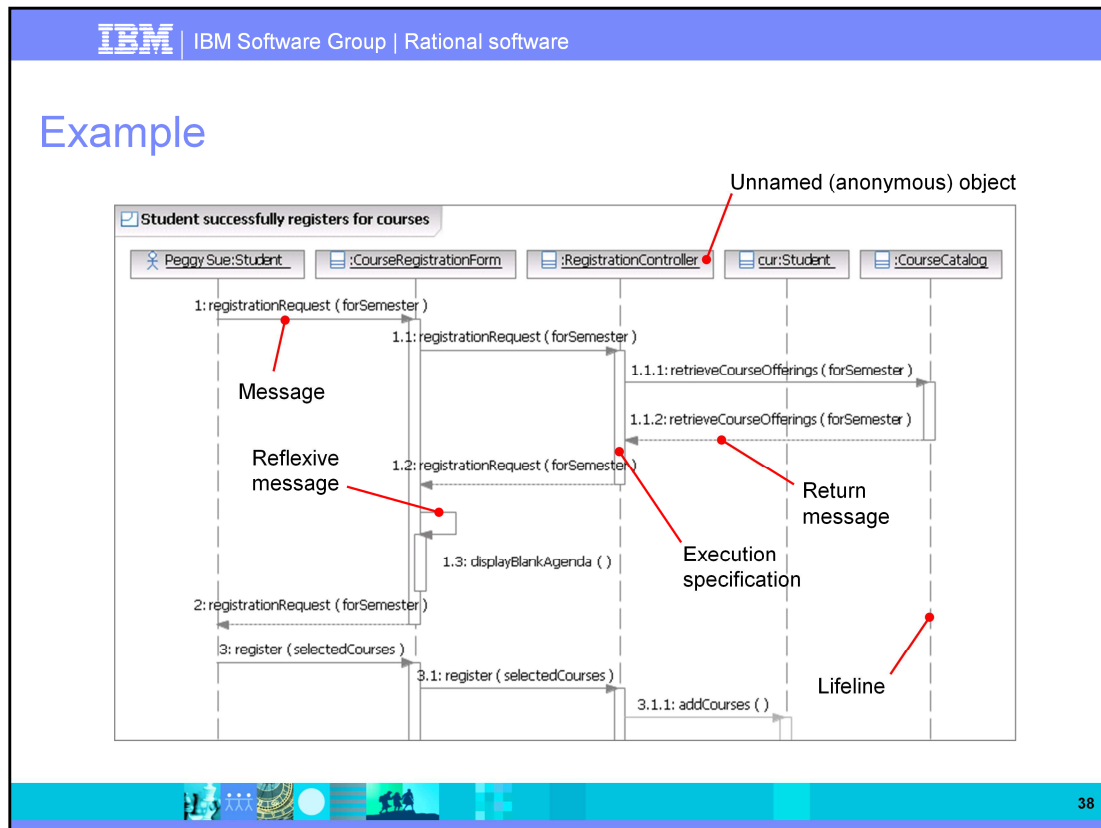 IBM | IBM Software Group | Rational software
Example
Unnamed (anonymous) object
Student successfully registers for courses
Peggy Sue:Student
:CourseRegistrationForm
:RegistrationController
cur:Student
:CourseCatalog
1: registrationRequest ( forSemester )
1.1: registrationRequest ( forSemester )
1.1.1: retrieveCourseOfferings ( forSemester )
Message
1.1.2: retrieveCourseOfferings ( forSemester )
Reflexive
message
1.2: registrationRequest ( forSemester )
Return
message
Execution
specification
1.3: displayBlankAgenda ( )
2: registrationRequest ( forSemester )
3: register ( selectedCourses )
3.1: register ( selectedCourses )
Lifeline
3.1.1: addCourses ( )
38